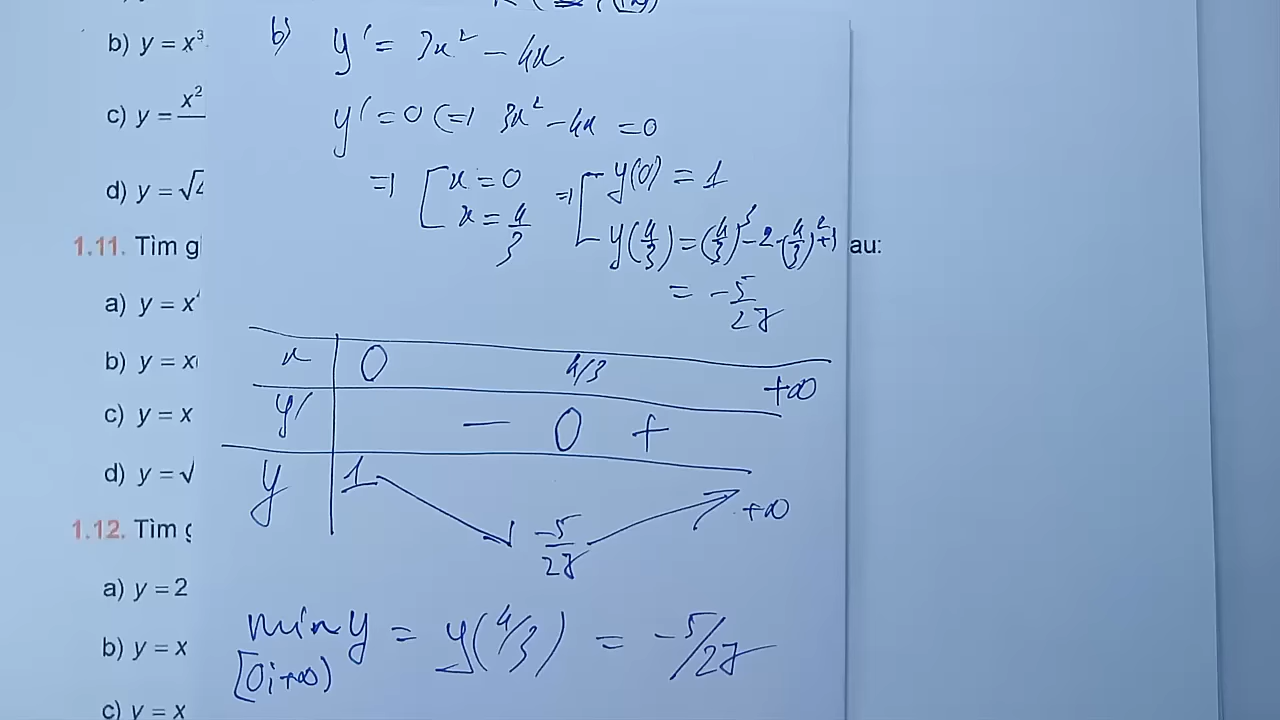 b) y = x³
c) y = x²
d) y = √4
1.11. Tìm
au:
a) y = x
b) y = x
c) y = x
d) y = √
1.12. Tìm
a) y = 2
b) y = x
c) y = x
b) y' = 3x² - 4x
y' = 0 (=) 3x² - 4x = 0
=) [ x = 0 =) [ y(0) = 1
x = 4/3 y(4/3) = (4/3)³ - 2.(4/3)² + 1
= -5/27
x 0 4/3 +∞
y' - 0 +
y 1 -5/27 +∞
min y = y(4/3) = -5/27
[0; +∞)